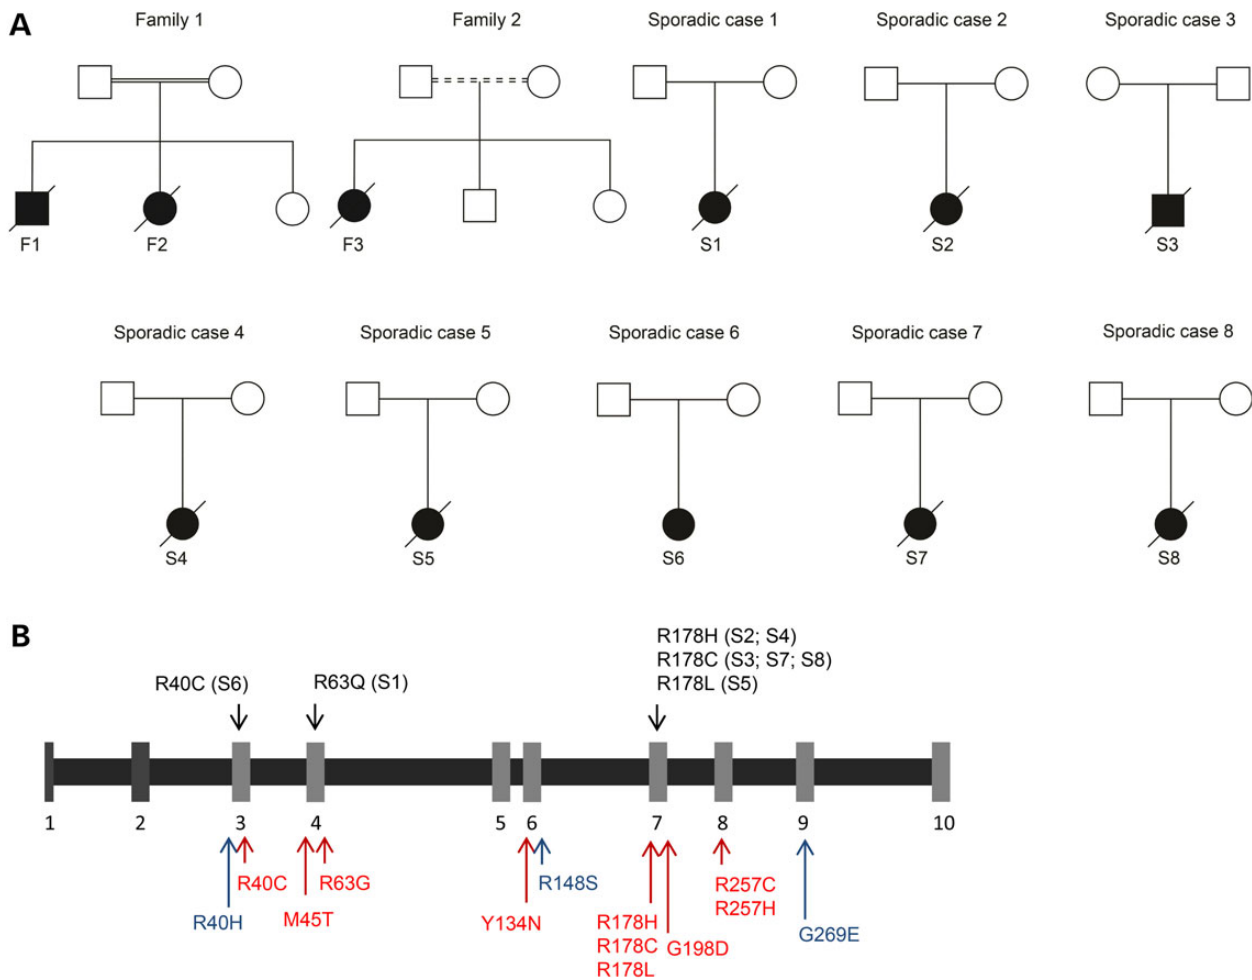 A
Family 1
Family 2
Sporadic case 1
Sporadic case 2
Sporadic case 3
F1
F2
F3
S1
S2
S3
Sporadic case 4
Sporadic case 5
Sporadic case 6
Sporadic case 7
Sporadic case 8
S4
S5
S6
S7
S8
B
R178H (S2; S4)
R178C (S3; S7; S8)
R178L (S5)
R40C (S6)
R63Q (S1)
1 2 3 4 5 6 7 8 9 10
R40H
R40C
M45T
R63G
Y134N
R148S
R178H
R178C
R178L
G198D
R257C
R257H
G269E